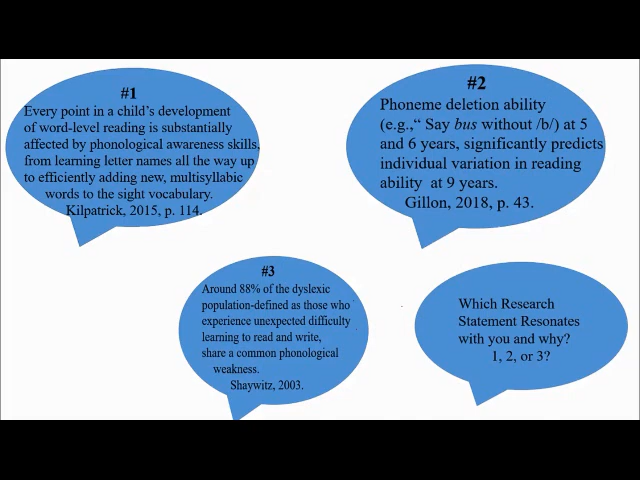 #1
Every point in a child’s development
of word-level reading is substantially
affected by phonological awareness skills,
from learning letter names all the way up
to efficiently adding new, multisyllabic
words to the sight vocabulary.
Kilpatrick, 2015, p. 114.
#2
Phoneme deletion ability
(e.g.,“ Say bus without /b/) at 5
and 6 years, significantly predicts
individual variation in reading
ability at 9 years.
Gillon, 2018, p. 43.
#3
Around 88% of the dyslexic
population-defined as those who
experience unexpected difficulty
learning to read and write,
share a common phonological
weakness.
Shaywitz, 2003.
Which Research
Statement Resonates
with you and why?
1, 2, or 3?